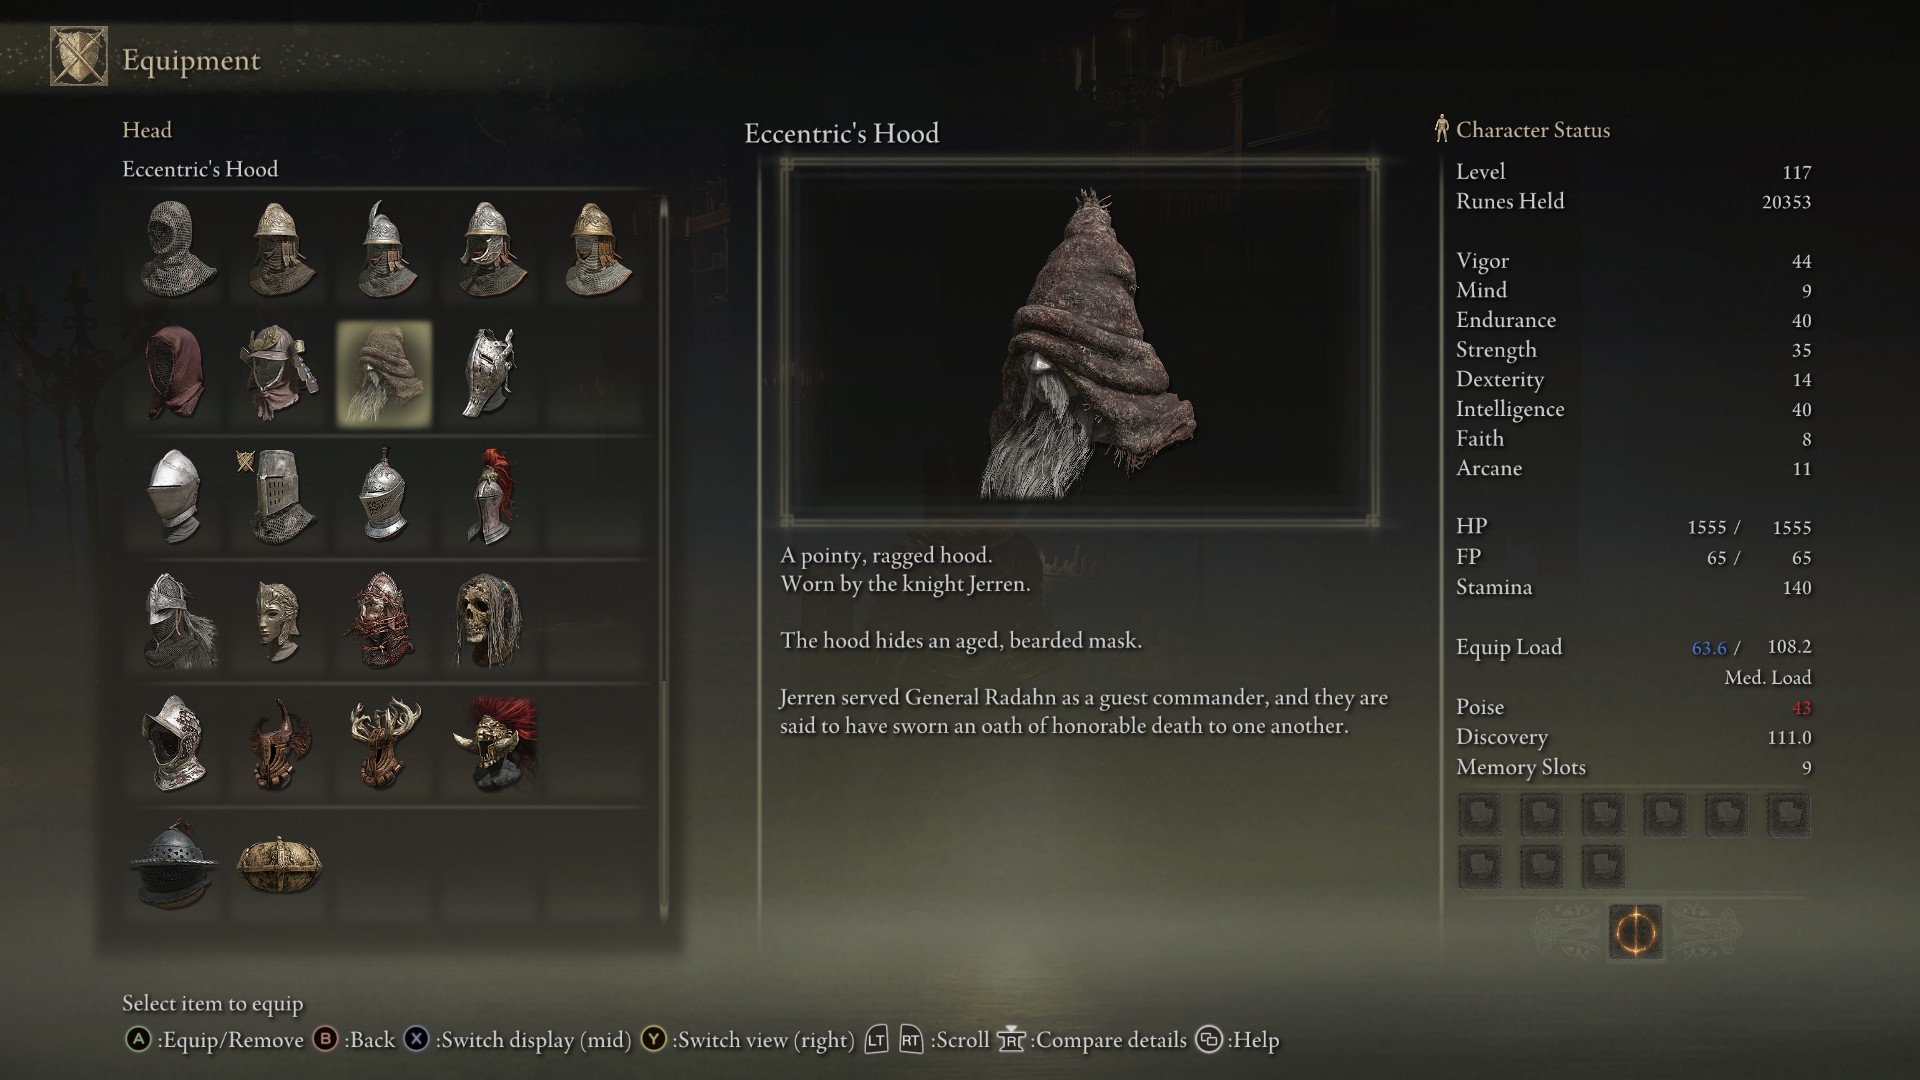 Equipment
Head
Eccentric's Hood
Eccentric's Hood
A pointy, ragged hood.
Worn by the knight Jerren.
The hood hides an aged, bearded mask.
Jerren served General Radahn as a guest commander, and they are
said to have sworn an oath of honorable death to one another.
Character Status
Level 117
Runes Held 20353
Vigor 44
Mind 9
Endurance 40
Strength 35
Dexterity 14
Intelligence 40
Faith 8
Arcane 11
HP 1555 / 1555
FP 65 / 65
Stamina 140
Equip Load 63.6 / 108.2
Med. Load
Poise 43
Discovery 111.0
Memory Slots 9
Select item to equip
A :Equip/Remove B :Back X :Switch display (mid) Y :Switch view (right) LT RT :Scroll R :Compare details :Help